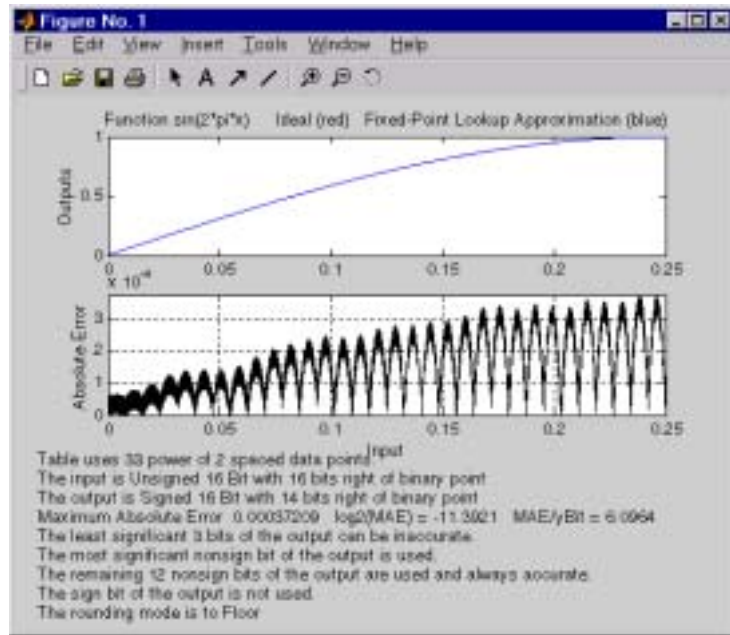 Figure No. 1
File Edit View Insert Tools Window Help
A
Function sin(2*pi*x) Ideal (red) Fixed-Point Lookup Approximation (blue)
1
0.5
0
Outputs
0 0.05 0.1 0.15 0.2 0.25
x 10^-4
3
2
1
0
Absolute Error
0 0.05 0.1 0.15 0.2 0.25
Input
Table uses 33 power of 2 spaced data points.
The input is Unsigned 16 Bit with 16 bits right of binary point
The output is Signed 16 Bit with 14 bits right of binary point
Maximum Absolute Error 0.00037209 log2(MAE) = -11.3921 MAE/yBit = 6.0964
The least significant 3 bits of the output can be inaccurate.
The most significant nonsign bit of the output is used.
The remaining 12 nonsign bits of the output are used and always accurate.
The sign bit of the output is not used.
The rounding mode is to Floor